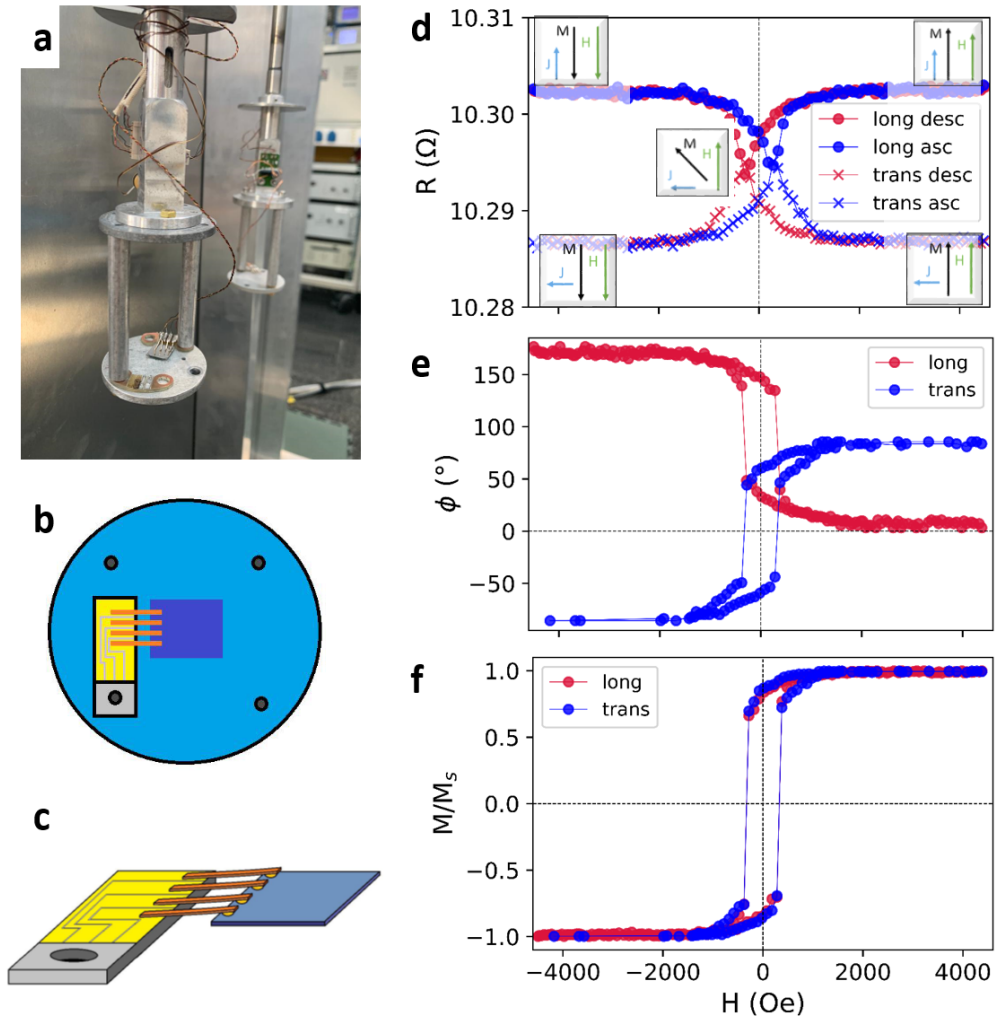 a
b
c
d
10.31
10.30
10.29
10.28
R (Ω)
M
H
J
M
H
J
M
H
J
M
H
J
M
H
J
long desc
long asc
trans desc
trans asc
e
150
100
50
0
−50
ϕ (°)
long
trans
f
1.0
0.5
0.0
−0.5
−1.0
M/Ms
long
trans
−4000 −2000 0 2000 4000
H (Oe)